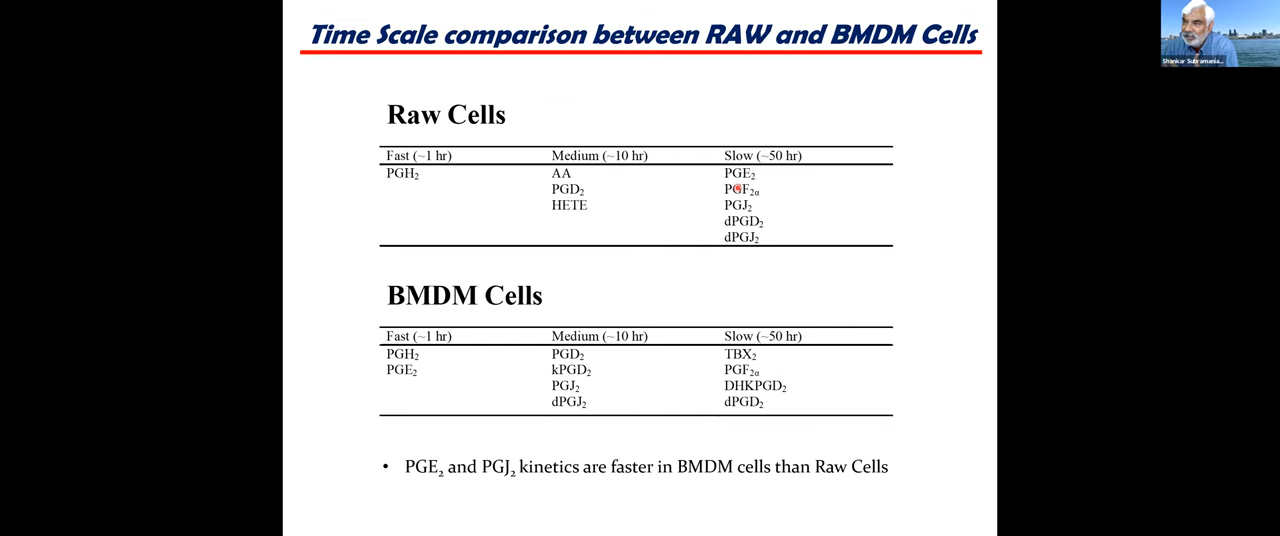 Time Scale comparison between RAW and BMDM Cells
Shankar Subramania...
Raw Cells
Fast (~1 hr) Medium (~10 hr) Slow (~50 hr)
PGH₂ AA PGE₂
PGD₂ PGF₂α
HETE PGJ₂
dPGD₂
dPGJ₂
BMDM Cells
Fast (~1 hr) Medium (~10 hr) Slow (~50 hr)
PGH₂ PGD₂ TBX₂
PGE₂ kPGD₂ PGF₂α
PGJ₂ DHKPGD₂
dPGJ₂ dPGD₂
• PGE₂ and PGJ₂ kinetics are faster in BMDM cells than Raw Cells